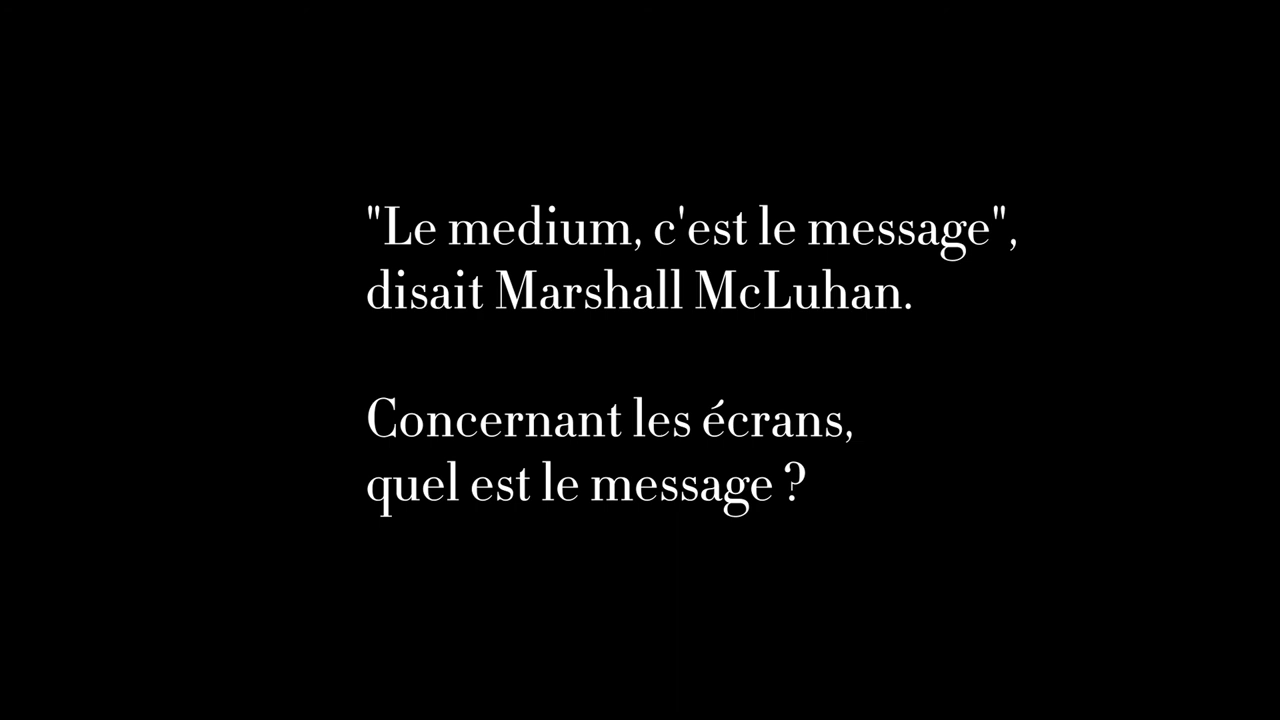 "Le medium, c'est le message",
disait Marshall McLuhan.
Concernant les écrans,
quel est le message ?